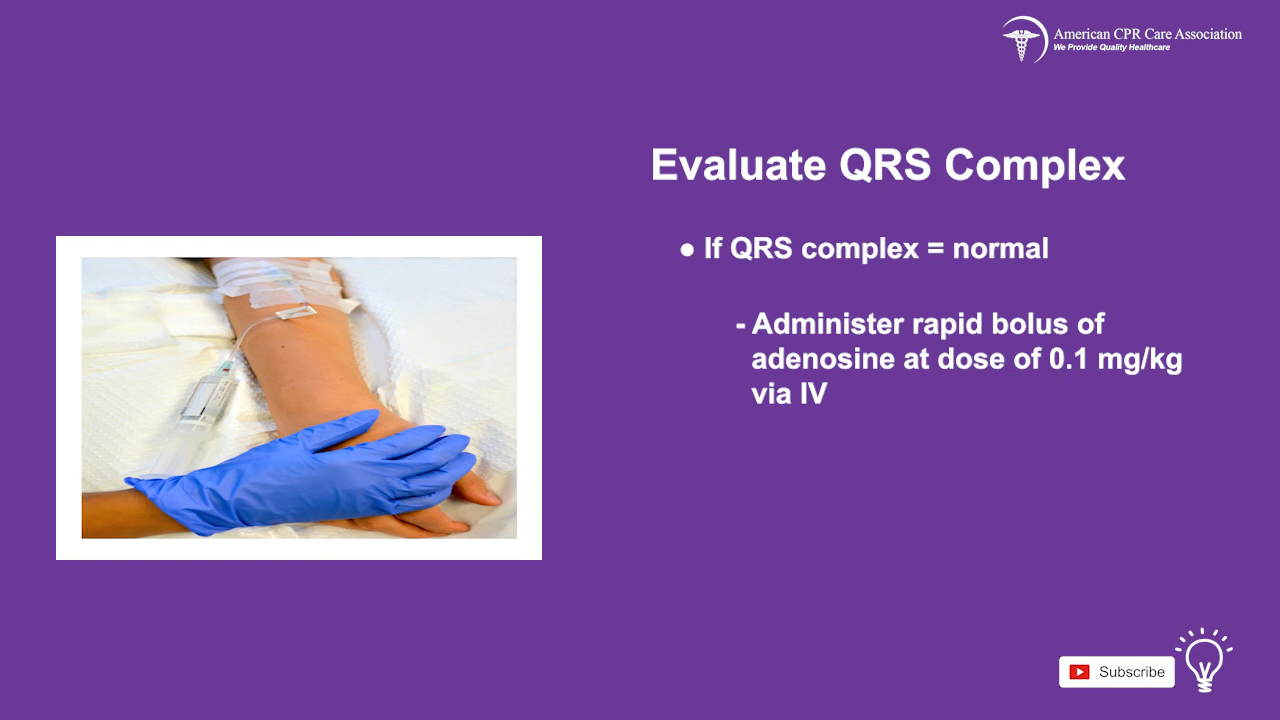 American CPR Care Association
We Provide Quality Healthcare
Evaluate QRS Complex
● If QRS complex = normal
- Administer rapid bolus of
adenosine at dose of 0.1 mg/kg
via IV
Subscribe